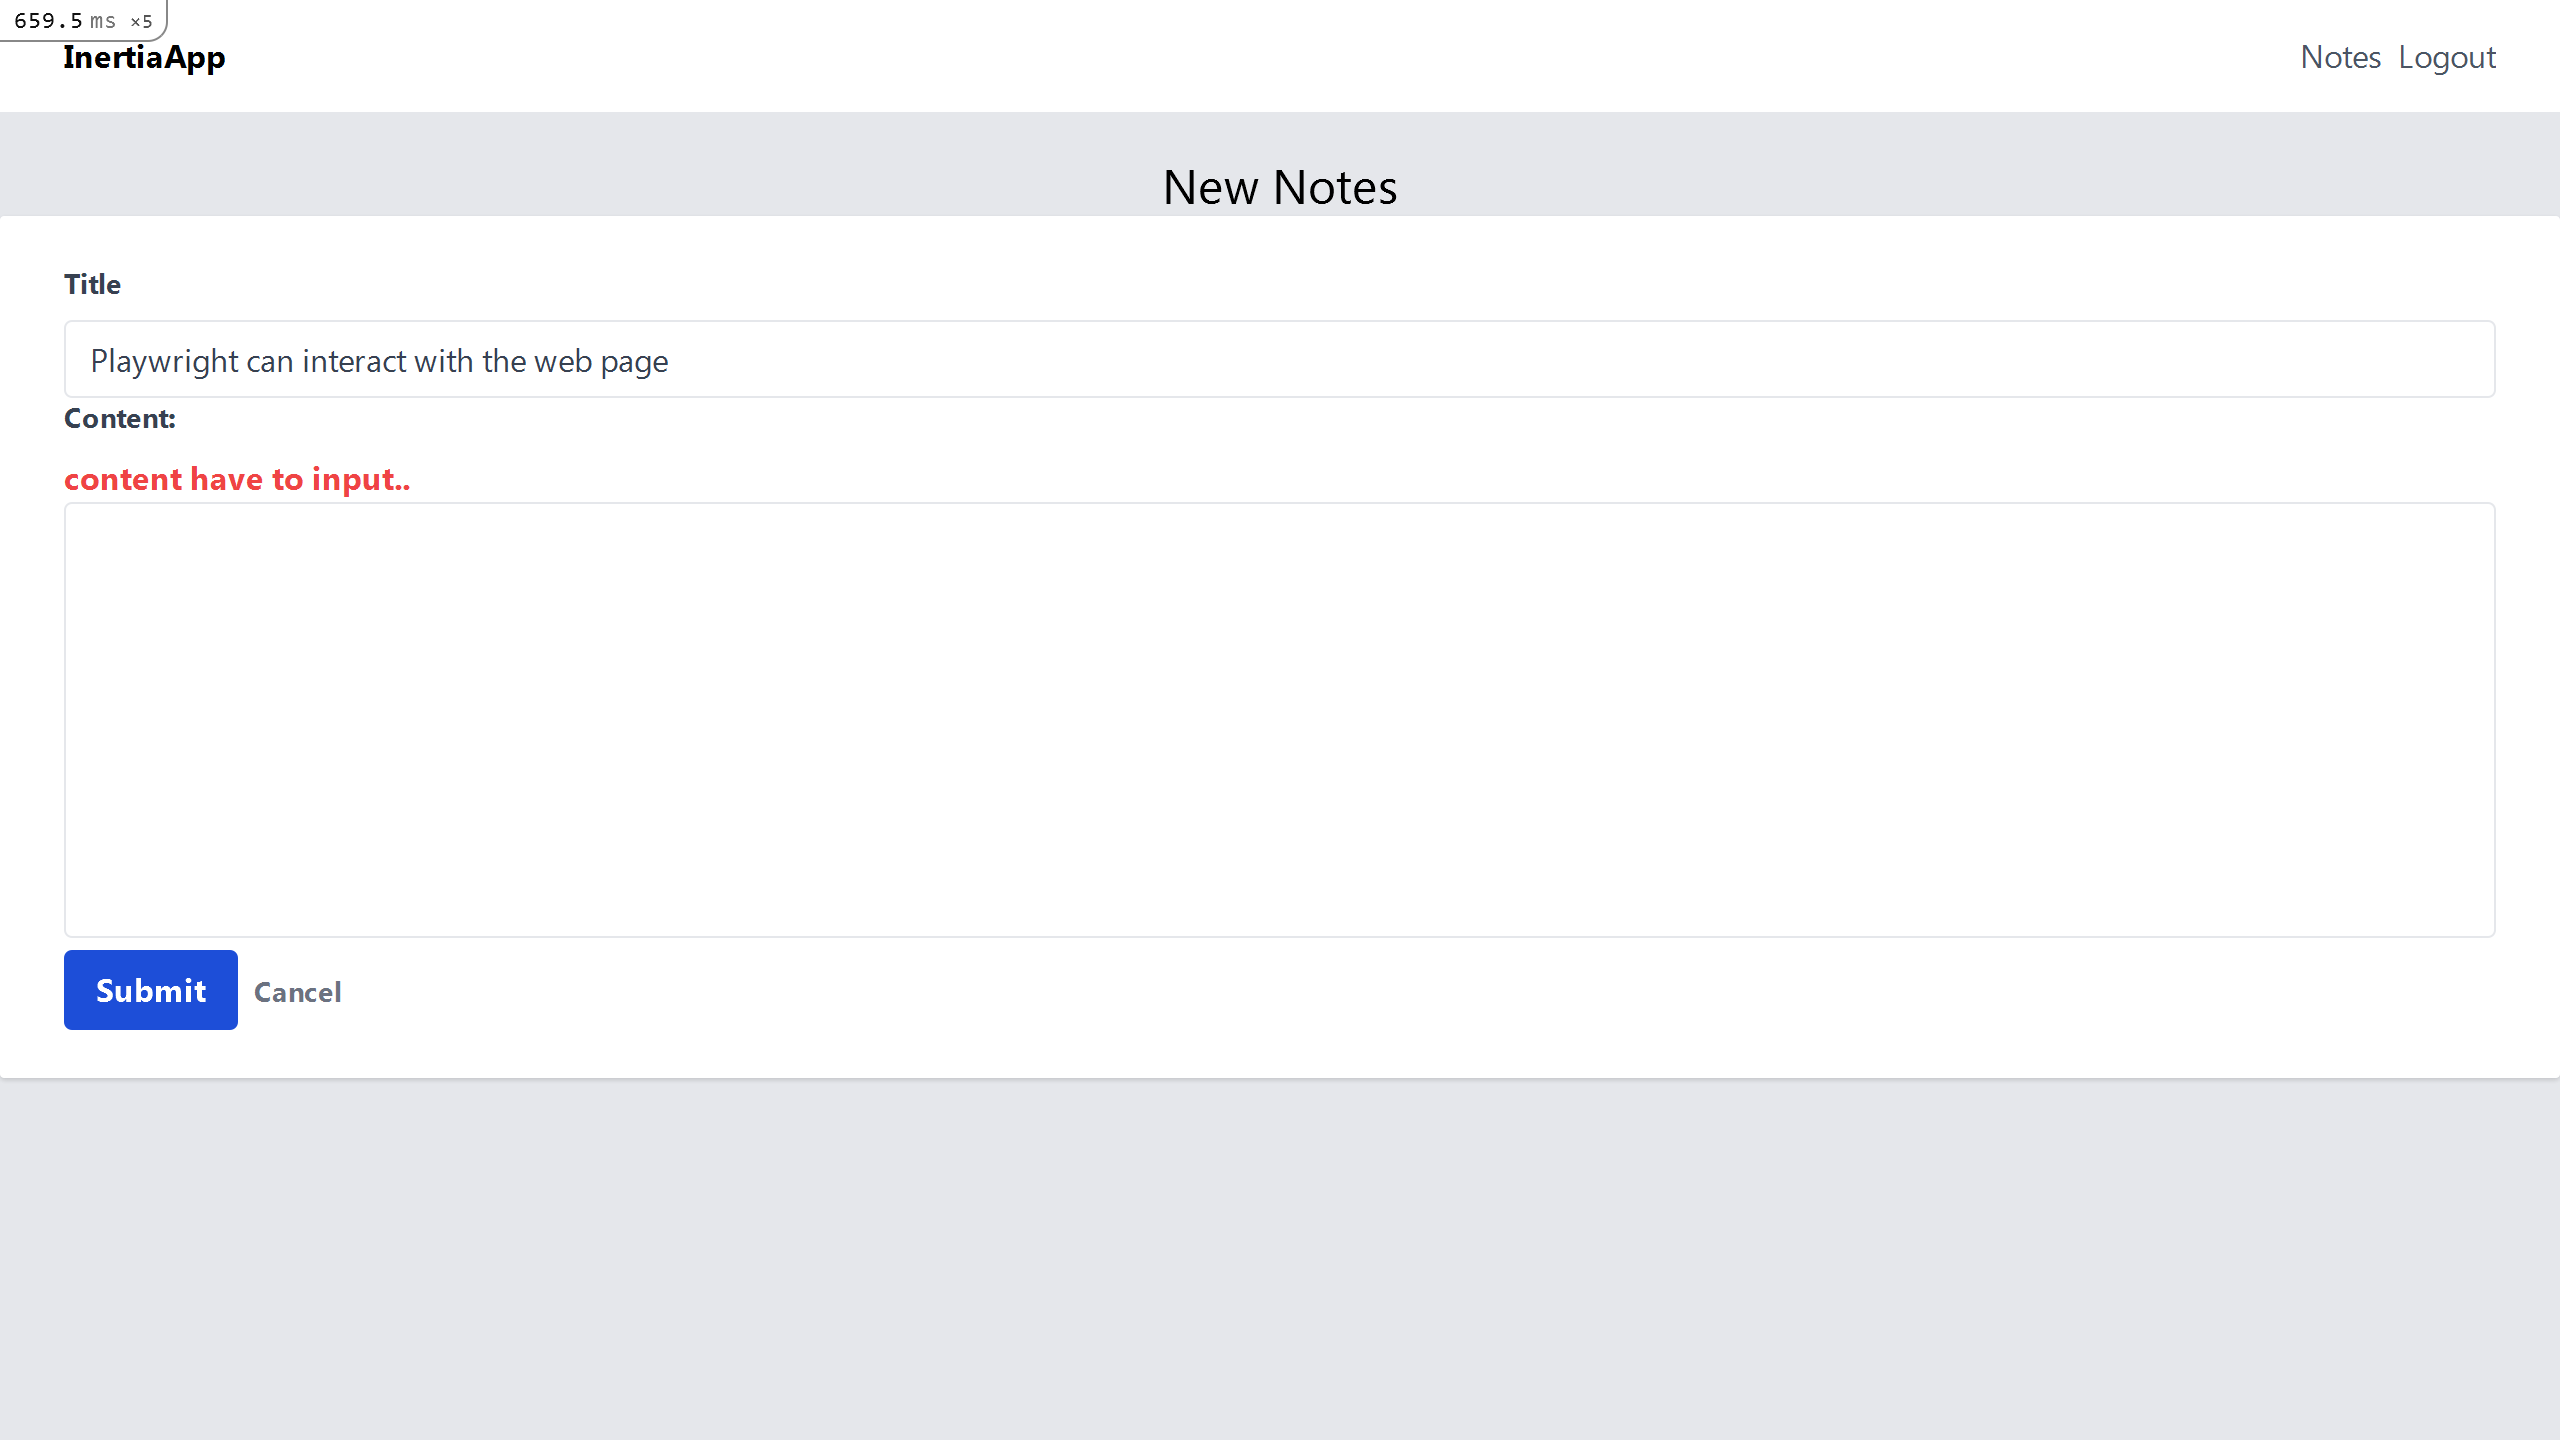 659.5 ms ×5
InertiaApp
Notes Logout
New Notes
Title
Playwright can interact with the web page
Content:
content have to input..
Submit Cancel